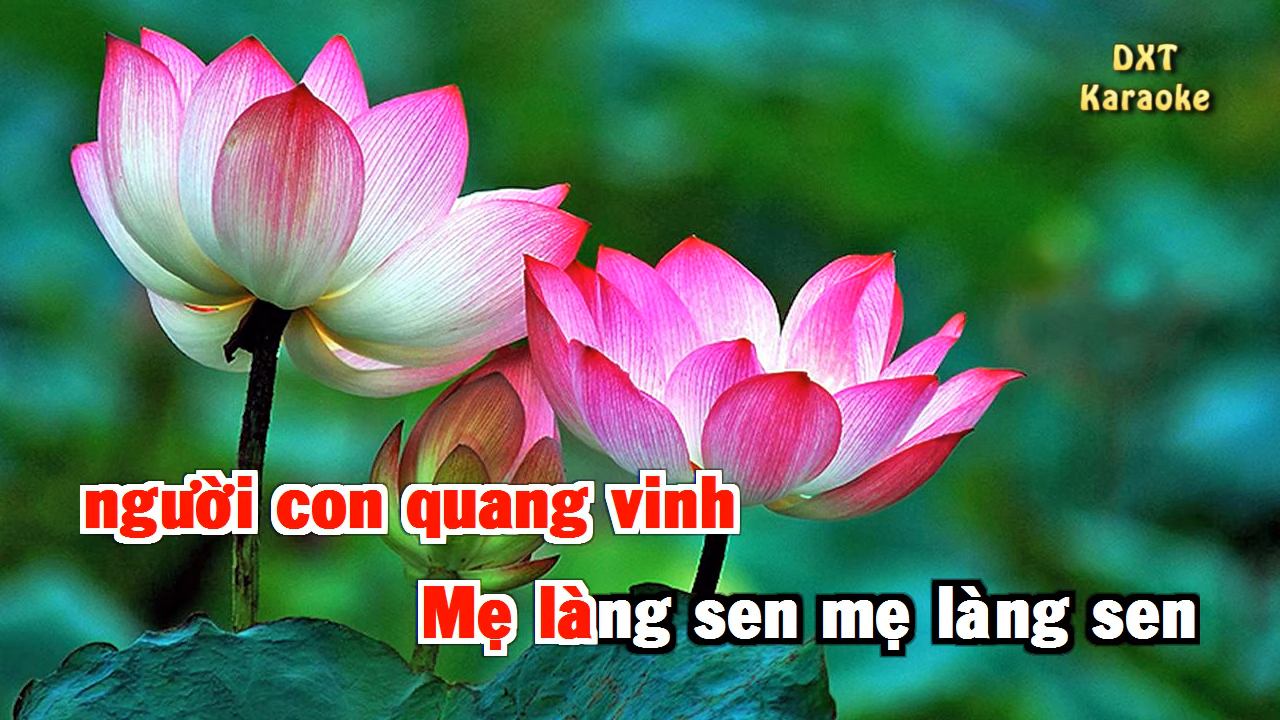 DXT
Karaoke
người con quang vinh
Mẹ làng sen mẹ làng sen